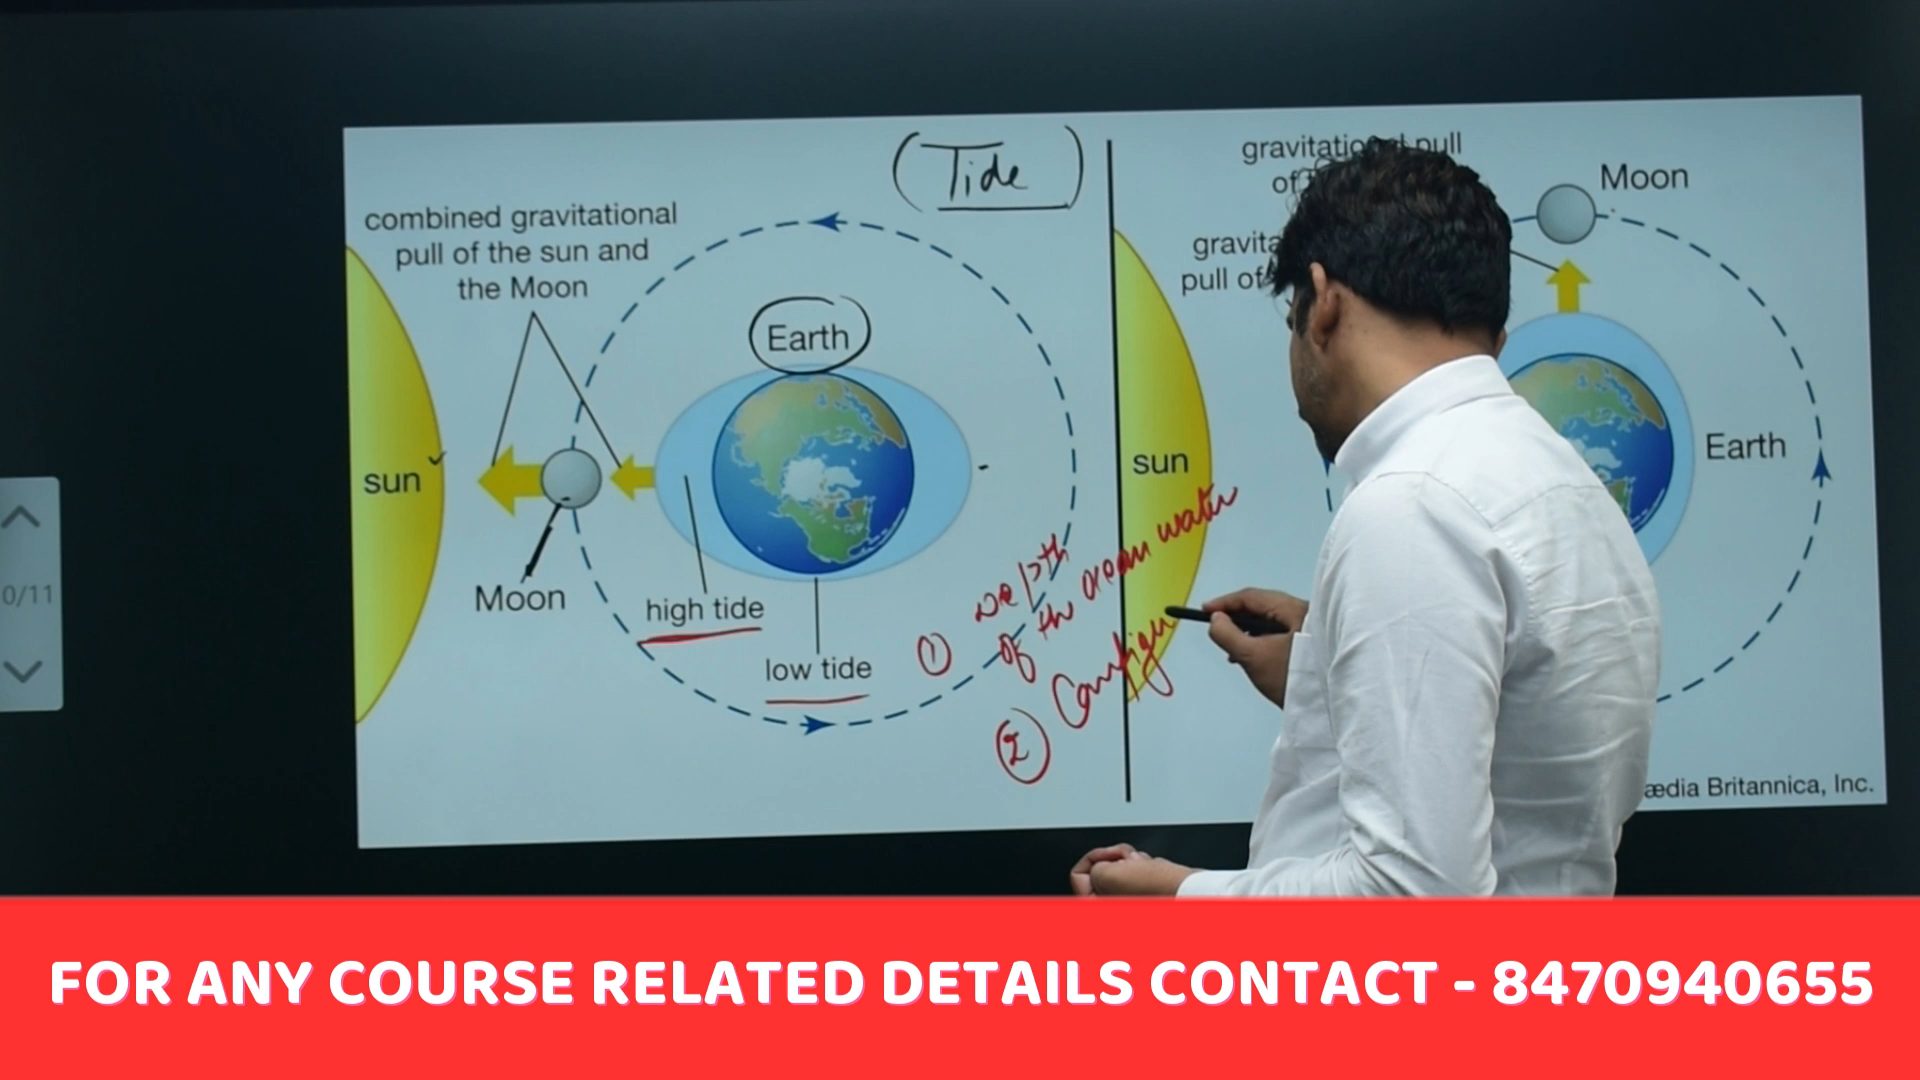 (Tide)
combined gravitational
pull of the sun and
the Moon
Earth
sun
Moon
high tide
low tide
① Depth
of the ocean water
② Configu
gravitational pull
of
gravita
pull of
Moon
sun
Earth
ædia Britannica, Inc.
0/11
FOR ANY COURSE RELATED DETAILS CONTACT - 8470940655